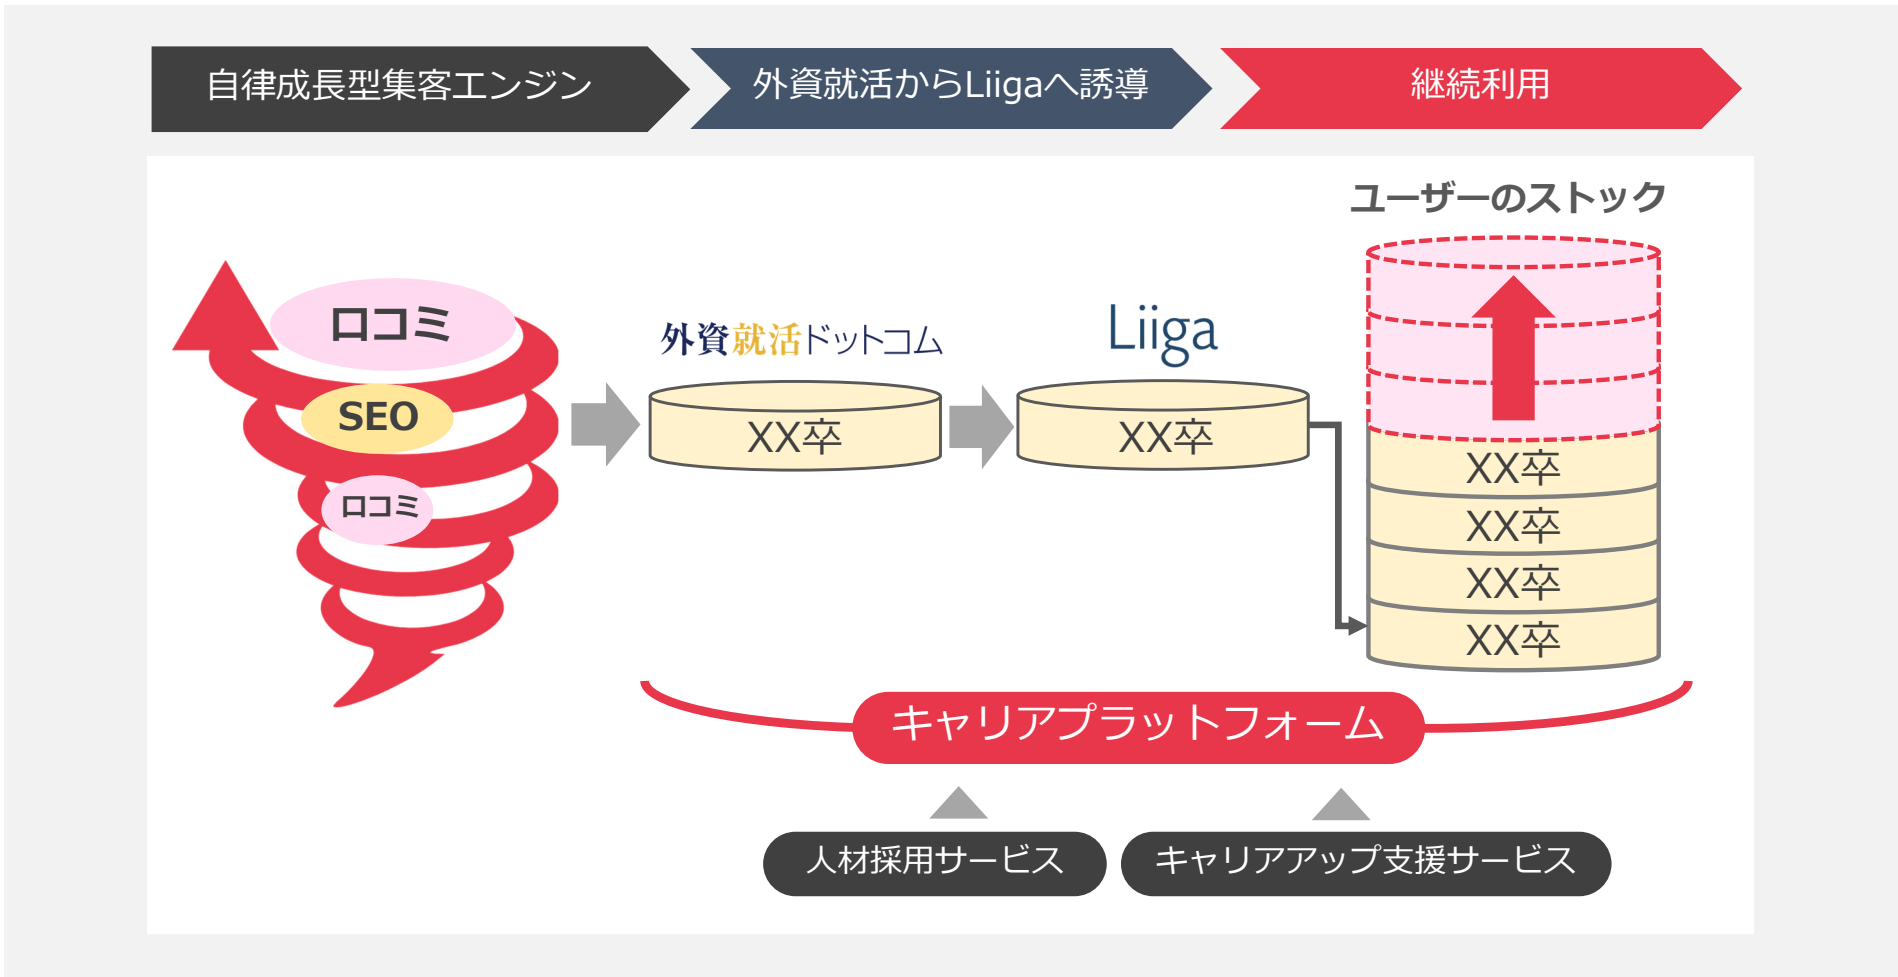 自律成長型集客エンジン
外資就活からLiigaへ誘導
継続利用
ユーザーのストック
口コミ
SEO
口コミ
外資就活ドットコム
XX卒
Liiga
XX卒
XX卒
XX卒
XX卒
XX卒
キャリアプラットフォーム
人材採用サービス
キャリアアップ支援サービス